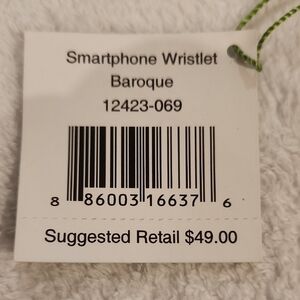 Smartphone Wristlet
Baroque
12423-069
8 86003 16637 6
Suggested Retail $49.00